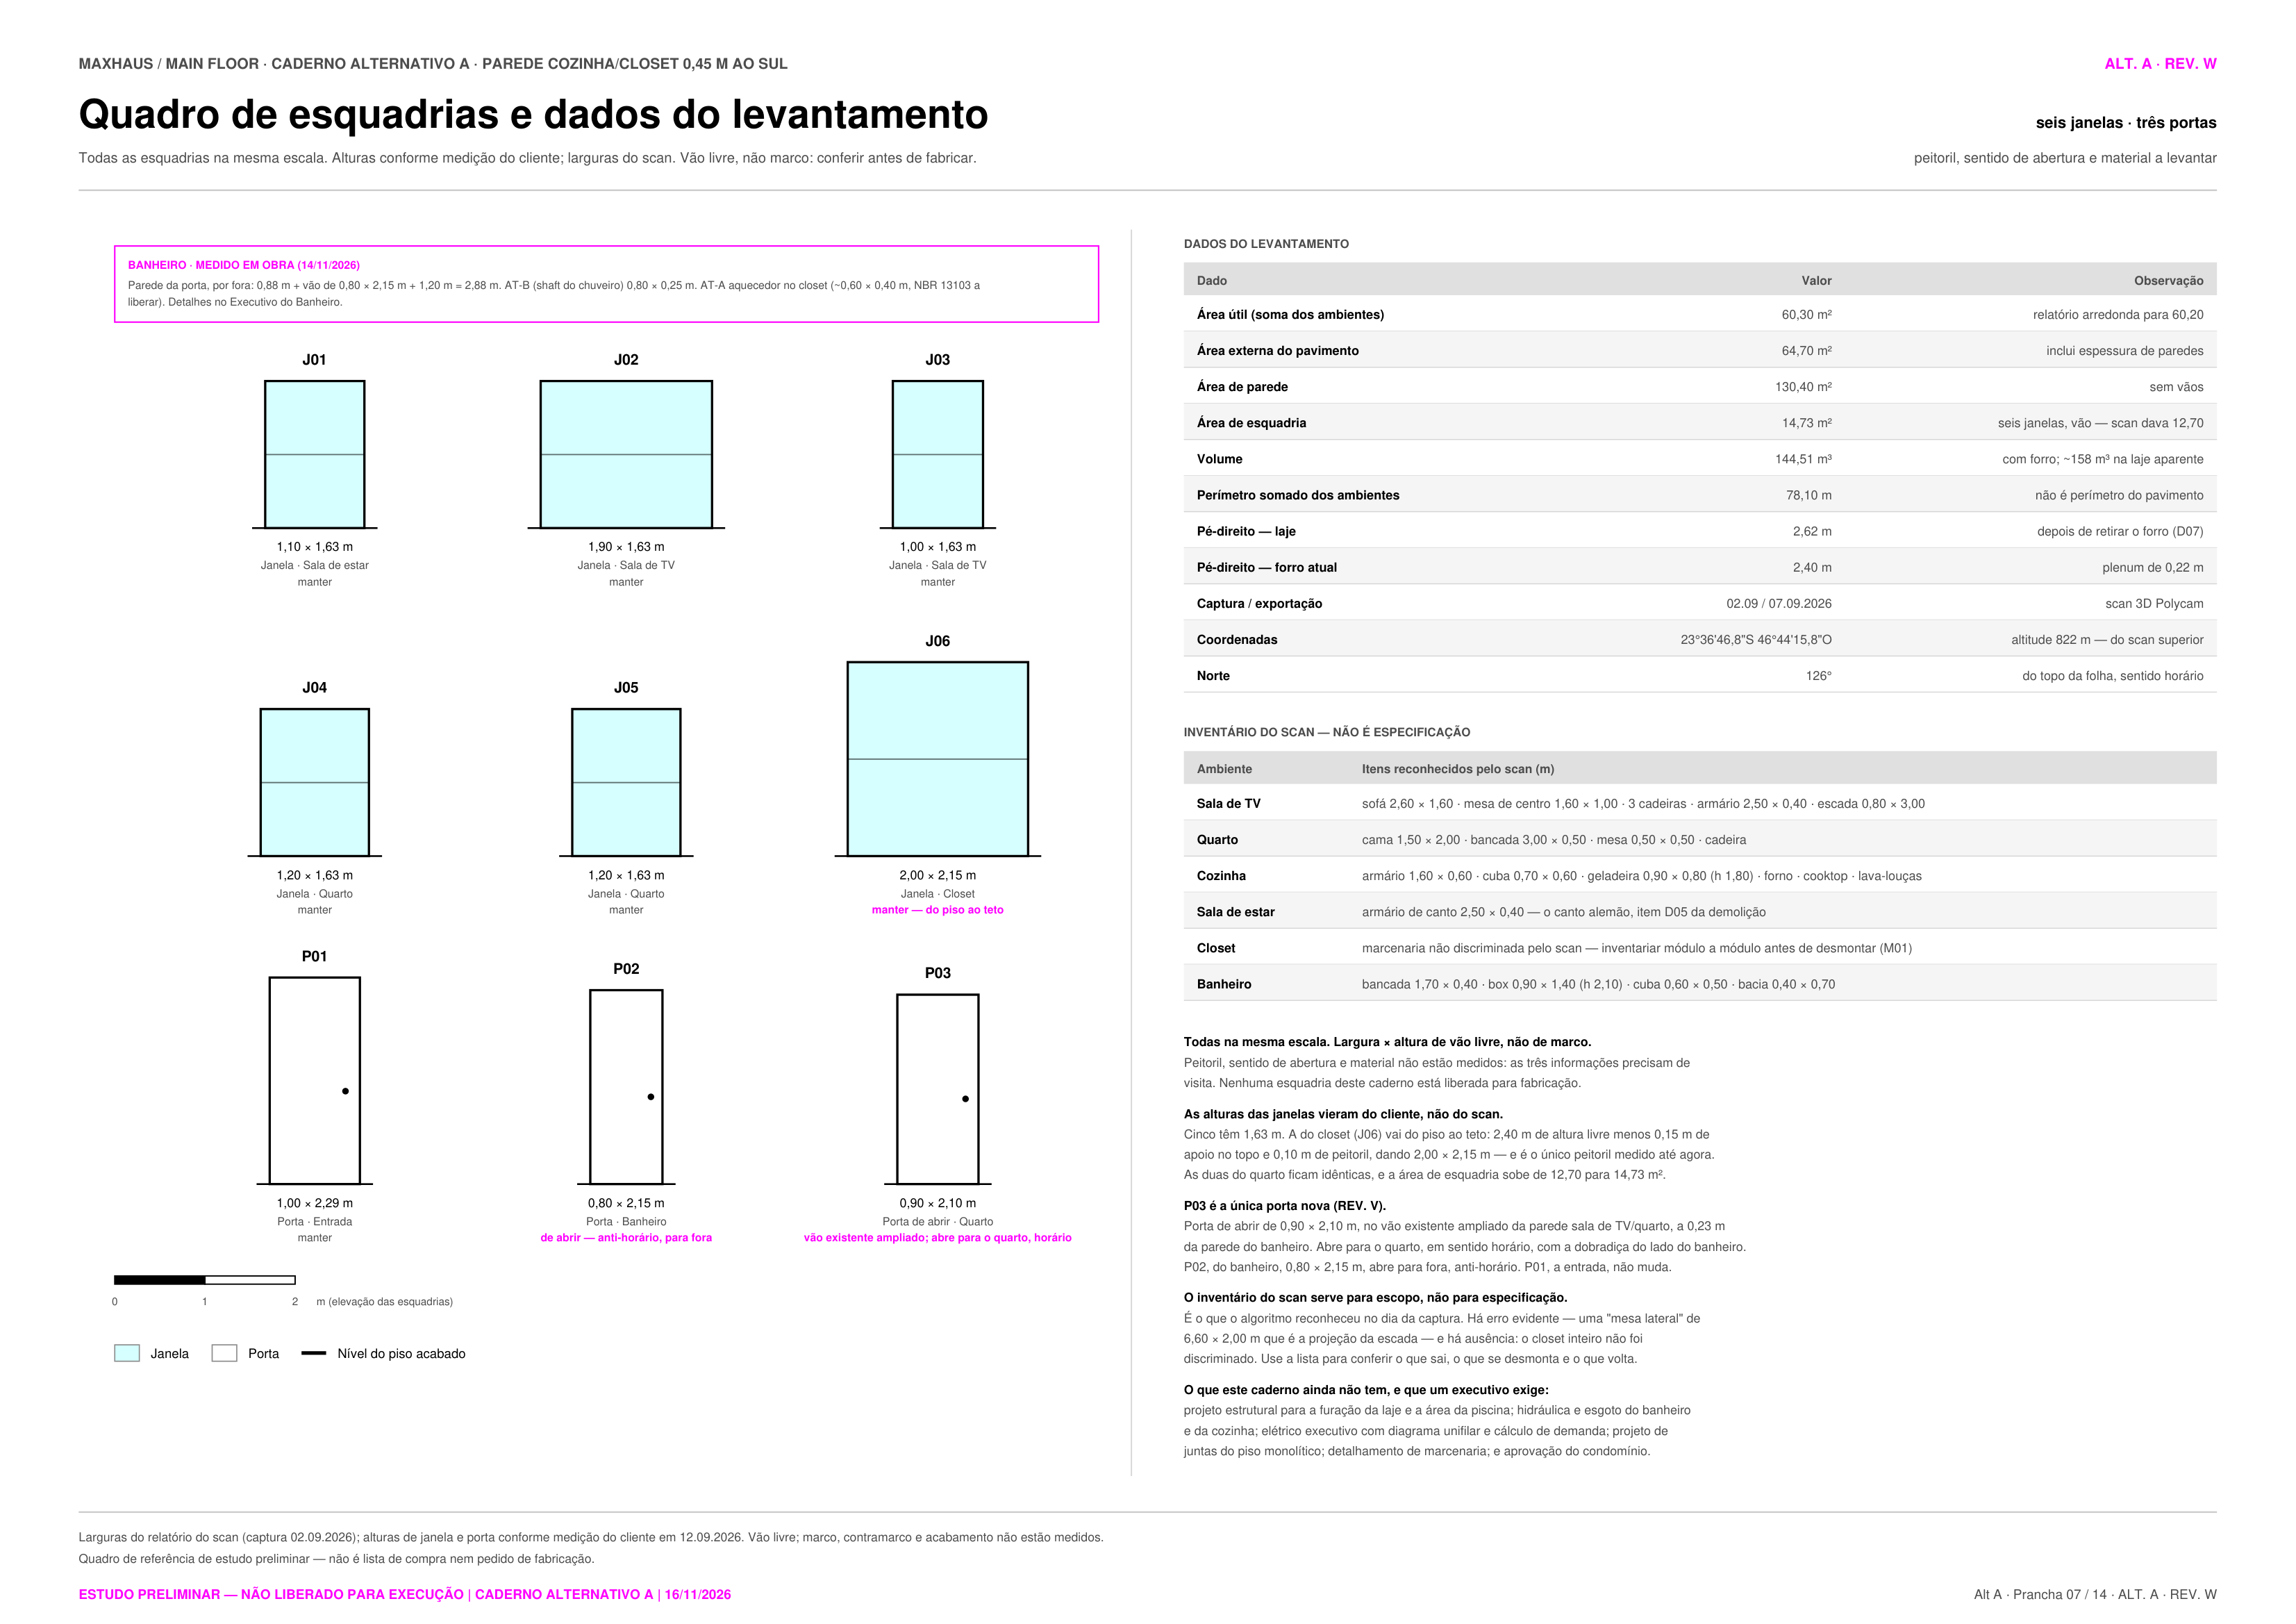 MAXHAUS / MAIN FLOOR · CADERNO ALTERNATIVO A · PAREDE COZINHA/CLOSET 0,45 M AO SUL
ALT. A · REV. W
Quadro de esquadrias e dados do levantamento
seis janelas · três portas
Todas as esquadrias na mesma escala. Alturas conforme medição do cliente; larguras do scan. Vão livre, não marco: conferir antes de fabricar.
peitoril, sentido de abertura e material a levantar
BANHEIRO · MEDIDO EM OBRA (14/11/2026)
Parede da porta, por fora: 0,88 m + vão de 0,80 × 2,15 m + 1,20 m = 2,88 m. AT-B (shaft do chuveiro) 0,80 × 0,25 m. AT-A aquecedor no closet (~0,60 × 0,40 m, NBR 13103 a
liberar). Detalhes no Executivo do Banheiro.
J01
J02
J03
1,10 × 1,63 m
1,90 × 1,63 m
1,00 × 1,63 m
Janela · Sala de estar
Janela · Sala de TV
Janela · Sala de TV
manter
manter
manter
J04
J05
J06
1,20 × 1,63 m
1,20 × 1,63 m
2,00 × 2,15 m
Janela · Quarto
Janela · Quarto
Janela · Closet
manter
manter
manter — do piso ao teto
P01
P02
P03
1,00 × 2,29 m
0,80 × 2,15 m
0,90 × 2,10 m
Porta · Entrada
Porta · Banheiro
Porta de abrir · Quarto
manter
de abrir — anti-horário, para fora
vão existente ampliado; abre para o quarto, horário
0 1 2 m (elevação das esquadrias)
Janela Porta Nível do piso acabado
DADOS DO LEVANTAMENTO
Dado Valor Observação
Área útil (soma dos ambientes) 60,30 m² relatório arredonda para 60,20
Área externa do pavimento 64,70 m² inclui espessura de paredes
Área de parede 130,40 m² sem vãos
Área de esquadria 14,73 m² seis janelas, vão — scan dava 12,70
Volume 144,51 m³ com forro; ~158 m³ na laje aparente
Perímetro somado dos ambientes 78,10 m não é perímetro do pavimento
Pé-direito — laje 2,62 m depois de retirar o forro (D07)
Pé-direito — forro atual 2,40 m plenum de 0,22 m
Captura / exportação 02.09 / 07.09.2026 scan 3D Polycam
Coordenadas 23°36'46,8"S 46°44'15,8"O altitude 822 m — do scan superior
Norte 126° do topo da folha, sentido horário
INVENTÁRIO DO SCAN — NÃO É ESPECIFICAÇÃO
Ambiente Itens reconhecidos pelo scan (m)
Sala de TV sofá 2,60 × 1,60 · mesa de centro 1,60 × 1,00 · 3 cadeiras · armário 2,50 × 0,40 · escada 0,80 × 3,00
Quarto cama 1,50 × 2,00 · bancada 3,00 × 0,50 · mesa 0,50 × 0,50 · cadeira
Cozinha armário 1,60 × 0,60 · cuba 0,70 × 0,60 · geladeira 0,90 × 0,80 (h 1,80) · forno · cooktop · lava-louças
Sala de estar armário de canto 2,50 × 0,40 — o canto alemão, item D05 da demolição
Closet marcenaria não discriminada pelo scan — inventariar módulo a módulo antes de desmontar (M01)
Banheiro bancada 1,70 × 0,40 · box 0,90 × 1,40 (h 2,10) · cuba 0,60 × 0,50 · bacia 0,40 × 0,70
Todas na mesma escala. Largura × altura de vão livre, não de marco.
Peitoril, sentido de abertura e material não estão medidos: as três informações precisam de
visita. Nenhuma esquadria deste caderno está liberada para fabricação.
As alturas das janelas vieram do cliente, não do scan.
Cinco têm 1,63 m. A do closet (J06) vai do piso ao teto: 2,40 m de altura livre menos 0,15 m de
apoio no topo e 0,10 m de peitoril, dando 2,00 × 2,15 m — e é o único peitoril medido até agora.
As duas do quarto ficam idênticas, e a área de esquadria sobe de 12,70 para 14,73 m².
P03 é a única porta nova (REV. V).
Porta de abrir de 0,90 × 2,10 m, no vão existente ampliado da parede sala de TV/quarto, a 0,23 m
da parede do banheiro. Abre para o quarto, em sentido horário, com a dobradiça do lado do banheiro.
P02, do banheiro, 0,80 × 2,15 m, abre para fora, anti-horário. P01, a entrada, não muda.
O inventário do scan serve para escopo, não para especificação.
É o que o algoritmo reconheceu no dia da captura. Há erro evidente — uma "mesa lateral" de
6,60 × 2,00 m que é a projeção da escada — e há ausência: o closet inteiro não foi
discriminado. Use a lista para conferir o que sai, o que se desmonta e o que volta.
O que este caderno ainda não tem, e que um executivo exige:
projeto estrutural para a furação da laje e a área da piscina; hidráulica e esgoto do banheiro
e da cozinha; elétrico executivo com diagrama unifilar e cálculo de demanda; projeto de
juntas do piso monolítico; detalhamento de marcenaria; e aprovação do condomínio.
Larguras do relatório do scan (captura 02.09.2026); alturas de janela e porta conforme medição do cliente em 12.09.2026. Vão livre; marco, contramarco e acabamento não estão medidos.
Quadro de referência de estudo preliminar — não é lista de compra nem pedido de fabricação.
ESTUDO PRELIMINAR — NÃO LIBERADO PARA EXECUÇÃO | CADERNO ALTERNATIVO A | 16/11/2026
Alt A · Prancha 07 / 14 · ALT. A · REV. W